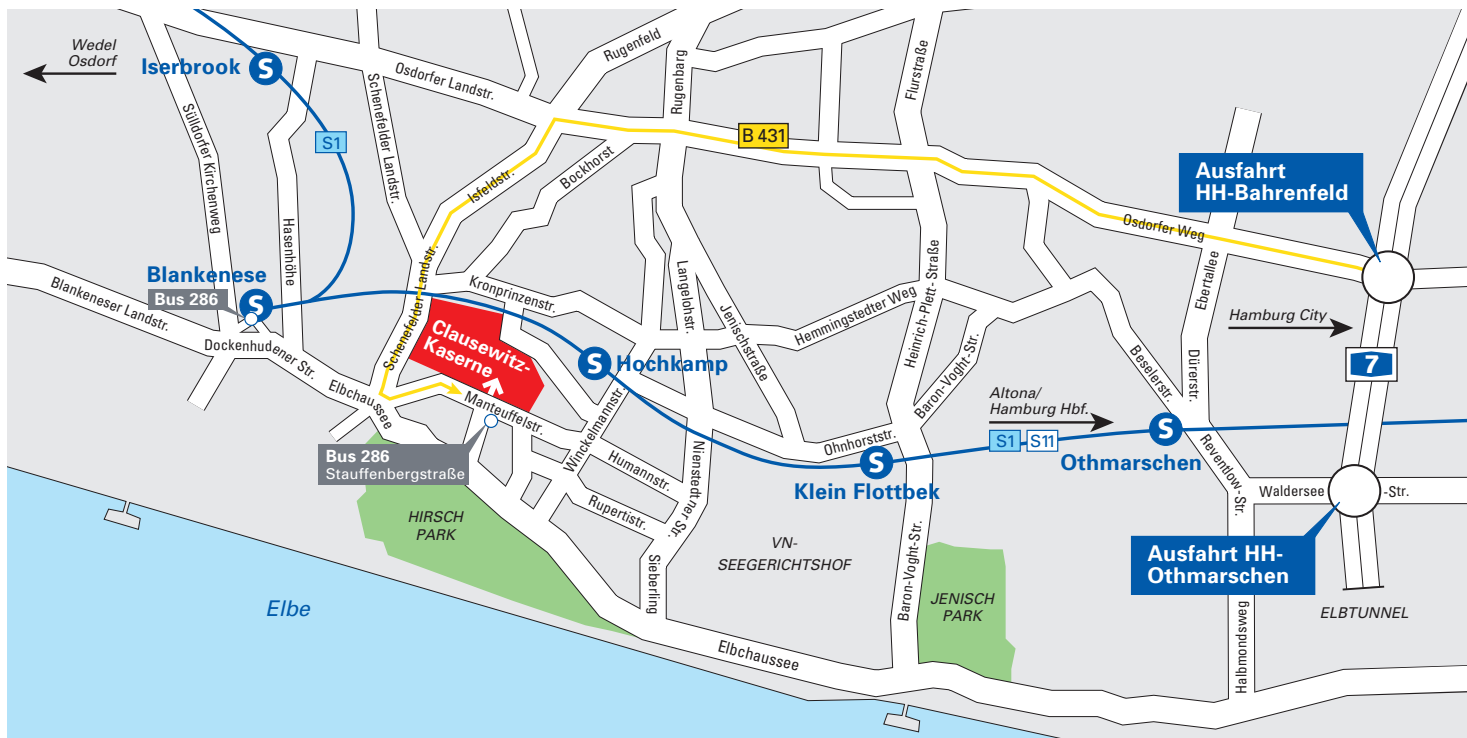 Wedel
Osdorf
Iserbrook
S
Rugenfeld
Rugenbarg
Flurstraße
Osdorfer Landstr.
Schenefelder Landstr.
Sülldorfer Kirchenweg
S1
B 431
Ausfahrt
HH-Bahrenfeld
Bockhorst
Isfeldstr.
Hasenhöhe
Osdorfer Weg
Ebertallee
Blankenese
Bus 286
S
Blankeneser Landstr.
Dockenhudener Str.
Schenefelder-Landstr.
Kronprinzenstr.
Langelohstr.
Jenischstraße
Hemmingstedter Weg
Heinrich-Plett-Straße
Hamburg City
7
Clausewitz-
Kaserne
S
Hochkamp
Baron-Voght-Str.
Beselerstr.
Dürerstr.
Elbchaussee
Manteuffelstr.
Winckelmannstr.
Altona/
Hamburg Hbf.
S1
S11
S
Othmarschen
Ohnhorststr.
S
Klein Flottbek
Bus 286
Stauffenbergstraße
Humannstr.
Nienstedtner Str.
Rupertistr.
Reventlow-Str.
Waldersee
-Str.
HIRSCH
PARK
VN-
SEEGERICHTSHOF
Sieberling
Baron-Voght-Str.
JENISCH
PARK
Ausfahrt HH-
Othmarschen
ELBTUNNEL
Halbmondsweg
Elbe
Elbchaussee